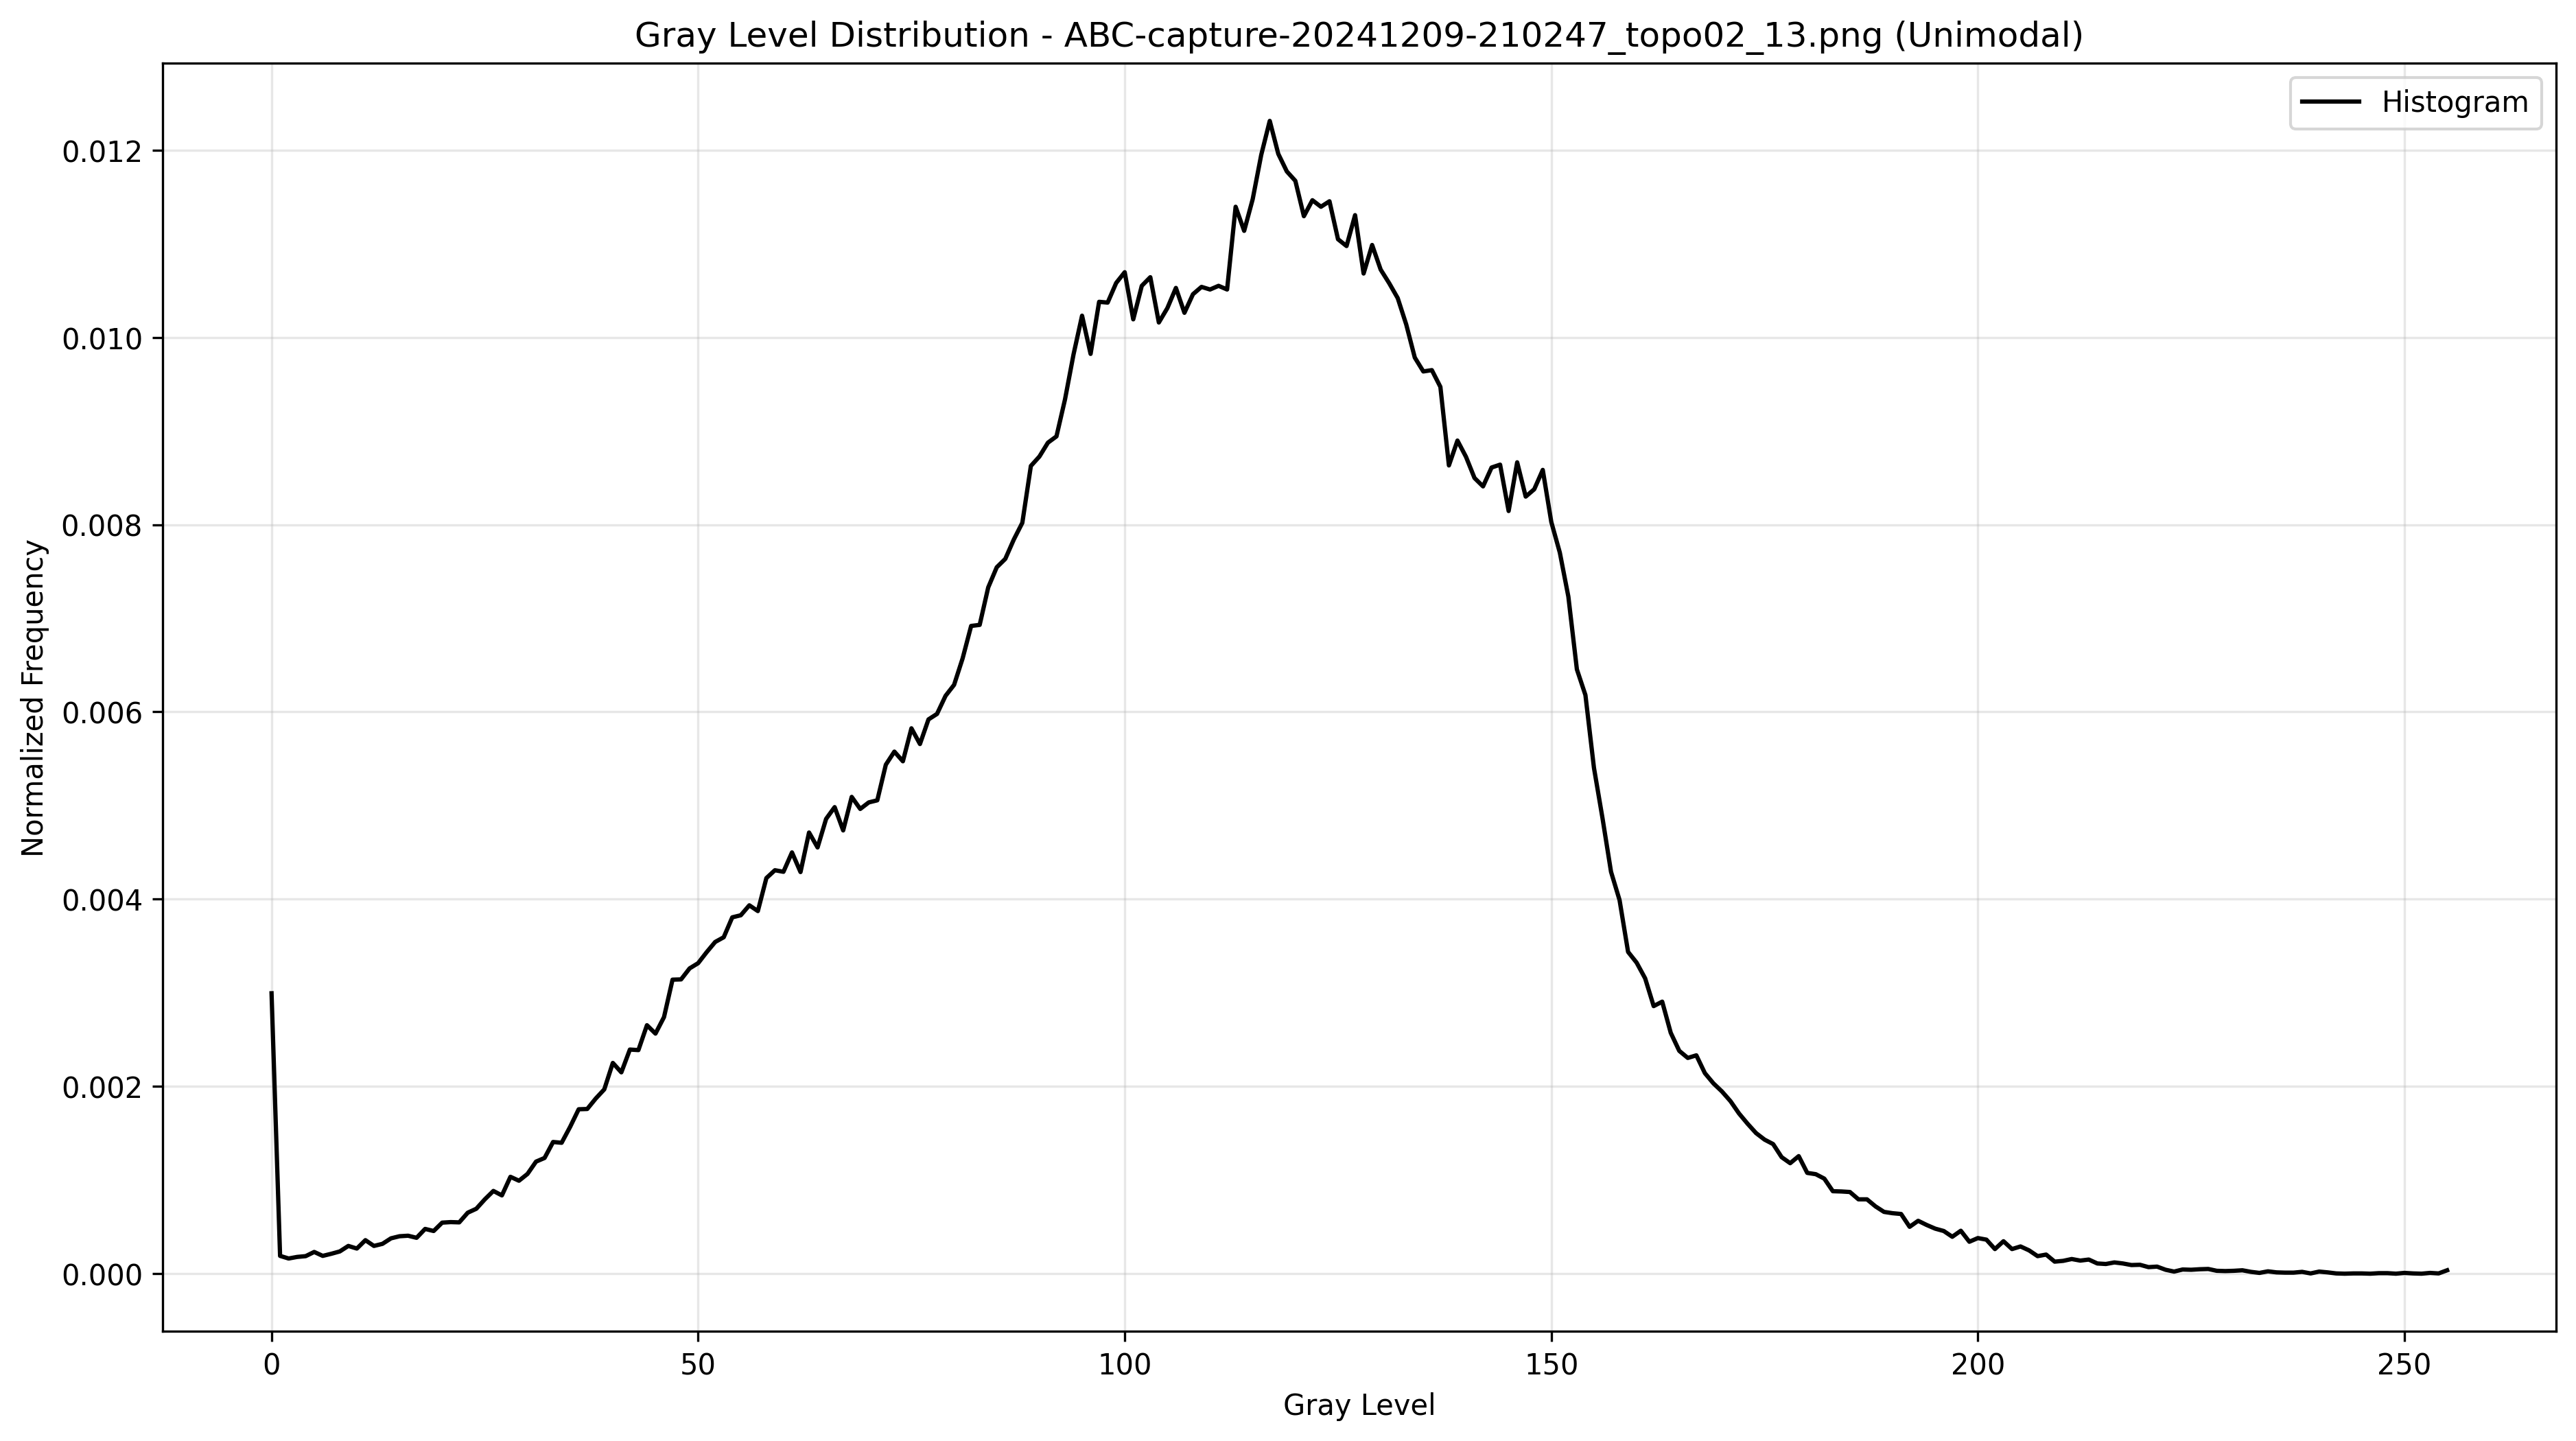 Gray Level Distribution - ABC-capture-20241209-210247_topo02_13.png (Unimodal)
Histogram
0.012
0.010
0.008
0.006
0.004
0.002
0.000
Normalized Frequency
0 50 100 150 200 250
Gray Level